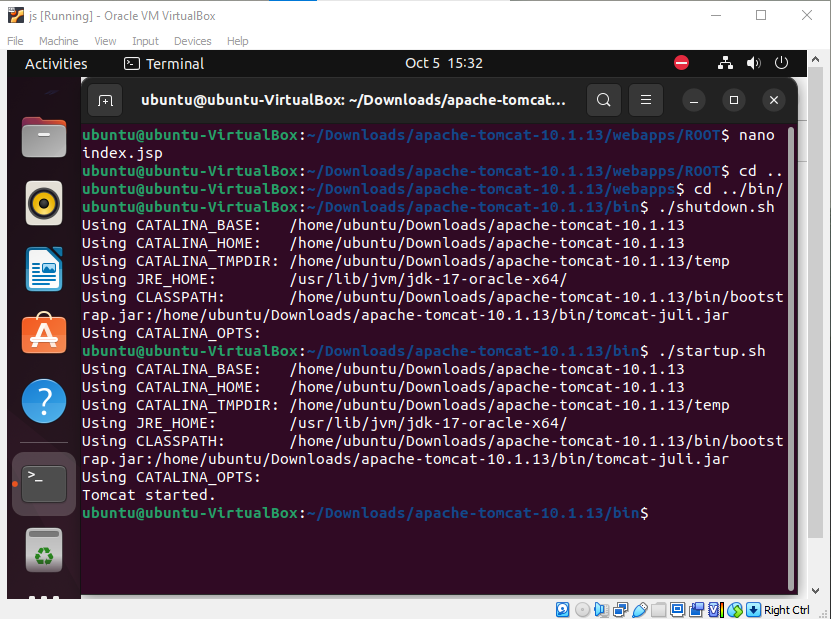 js [Running] - Oracle VM VirtualBox
File Machine View Input Devices Help
Activities Terminal Oct 5 15:32
ubuntu@ubuntu-VirtualBox: ~/Downloads/apache-tomcat...
ubuntu@ubuntu-VirtualBox:~/Downloads/apache-tomcat-10.1.13/webapps/ROOT$ nano
index.jsp
ubuntu@ubuntu-VirtualBox:~/Downloads/apache-tomcat-10.1.13/webapps/ROOT$ cd ..
ubuntu@ubuntu-VirtualBox:~/Downloads/apache-tomcat-10.1.13/webapps$ cd ../bin/
ubuntu@ubuntu-VirtualBox:~/Downloads/apache-tomcat-10.1.13/bin$ ./shutdown.sh
Using CATALINA_BASE:   /home/ubuntu/Downloads/apache-tomcat-10.1.13
Using CATALINA_HOME:   /home/ubuntu/Downloads/apache-tomcat-10.1.13
Using CATALINA_TMPDIR: /home/ubuntu/Downloads/apache-tomcat-10.1.13/temp
Using JRE_HOME:        /usr/lib/jvm/jdk-17-oracle-x64/
Using CLASSPATH:       /home/ubuntu/Downloads/apache-tomcat-10.1.13/bin/bootst
rap.jar:/home/ubuntu/Downloads/apache-tomcat-10.1.13/bin/tomcat-juli.jar
Using CATALINA_OPTS:
ubuntu@ubuntu-VirtualBox:~/Downloads/apache-tomcat-10.1.13/bin$ ./startup.sh
Using CATALINA_BASE:   /home/ubuntu/Downloads/apache-tomcat-10.1.13
Using CATALINA_HOME:   /home/ubuntu/Downloads/apache-tomcat-10.1.13
Using CATALINA_TMPDIR: /home/ubuntu/Downloads/apache-tomcat-10.1.13/temp
Using JRE_HOME:        /usr/lib/jvm/jdk-17-oracle-x64/
Using CLASSPATH:       /home/ubuntu/Downloads/apache-tomcat-10.1.13/bin/bootst
rap.jar:/home/ubuntu/Downloads/apache-tomcat-10.1.13/bin/tomcat-juli.jar
Using CATALINA_OPTS:
Tomcat started.
ubuntu@ubuntu-VirtualBox:~/Downloads/apache-tomcat-10.1.13/bin$
Right Ctrl